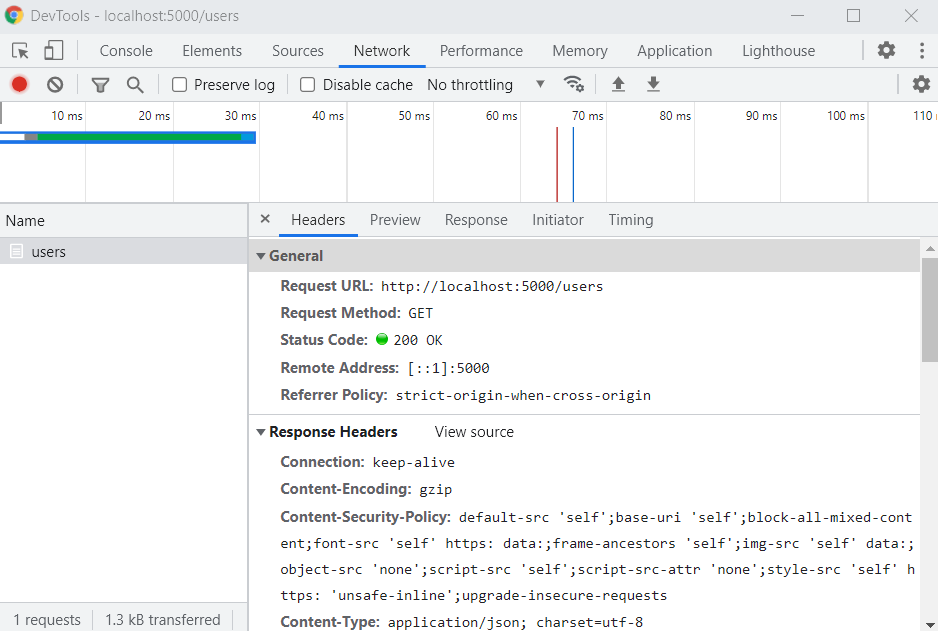 DevTools - localhost:5000/users
Console Elements Sources Network Performance Memory Application Lighthouse
Preserve log Disable cache No throttling
10 ms 20 ms 30 ms 40 ms 50 ms 60 ms 70 ms 80 ms 90 ms 100 ms 110
Name
users
Headers Preview Response Initiator Timing
General
Request URL: http://localhost:5000/users
Request Method: GET
Status Code: 200 OK
Remote Address: [::1]:5000
Referrer Policy: strict-origin-when-cross-origin
Response Headers View source
Connection: keep-alive
Content-Encoding: gzip
Content-Security-Policy: default-src 'self';base-uri 'self';block-all-mixed-cont
ent;font-src 'self' https: data:;frame-ancestors 'self';img-src 'self' data:;
object-src 'none';script-src 'self';script-src-attr 'none';style-src 'self' h
ttps: 'unsafe-inline';upgrade-insecure-requests
Content-Type: application/json; charset=utf-8
1 requests 1.3 kB transferred